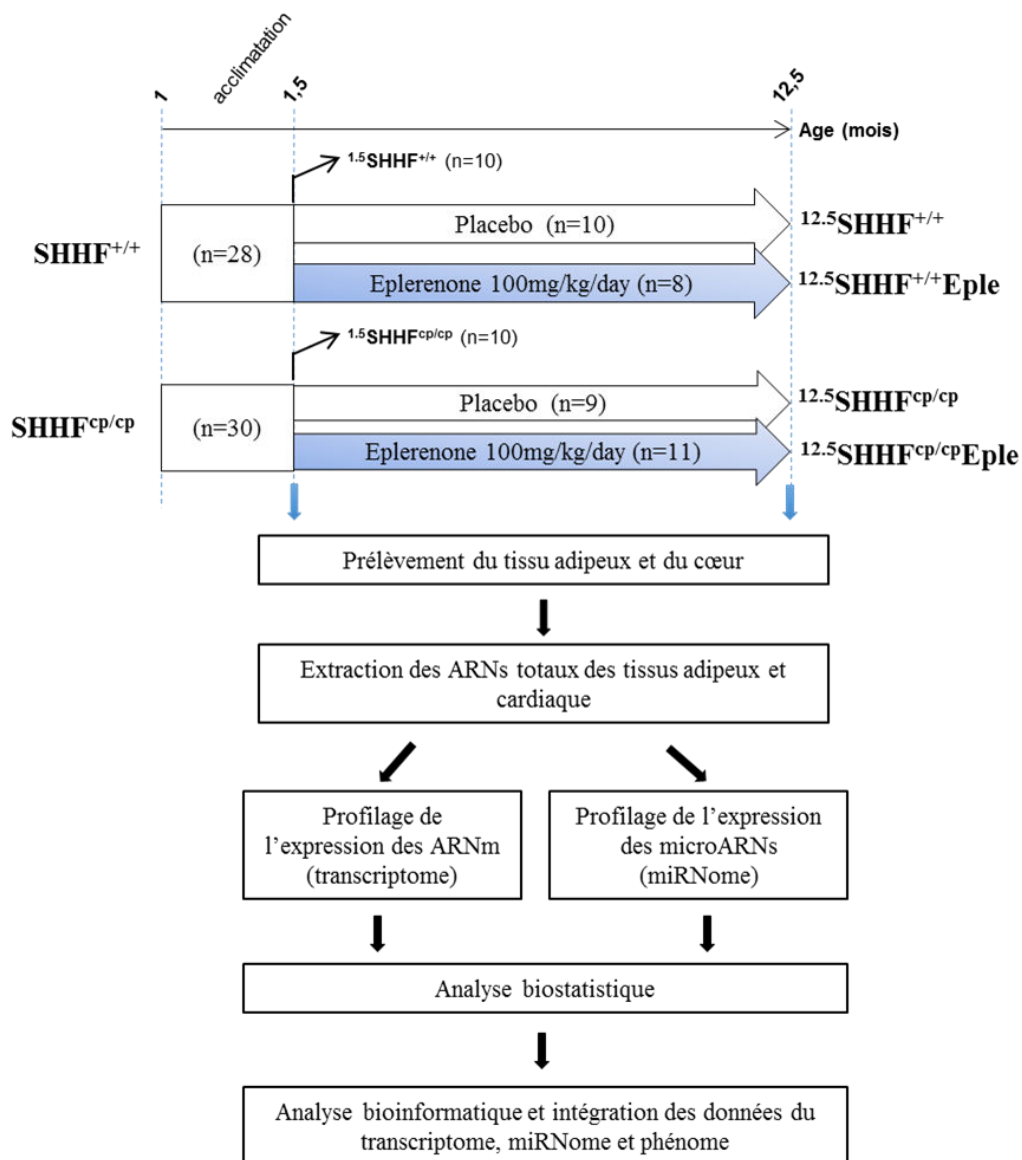 acclimatation
1
1,5
12,5
Age (mois)
1.5SHHF+/+ (n=10)
SHHF+/+
(n=28)
Placebo (n=10)
12.5SHHF+/+
Eplerenone 100mg/kg/day (n=8)
12.5SHHF+/+Eple
1.5SHHFcp/cp (n=10)
SHHFcp/cp
(n=30)
Placebo (n=9)
12.5SHHFcp/cp
Eplerenone 100mg/kg/day (n=11)
12.5SHHFcp/cpEple
Prélèvement du tissu adipeux et du cœur
Extraction des ARNs totaux des tissus adipeux et
cardiaque
Profilage de
l'expression des ARNm
(transcriptome)
Profilage de l'expression
des microARNs
(miRNome)
Analyse biostatistique
Analyse bioinformatique et intégration des données du
transcriptome, miRNome et phénome